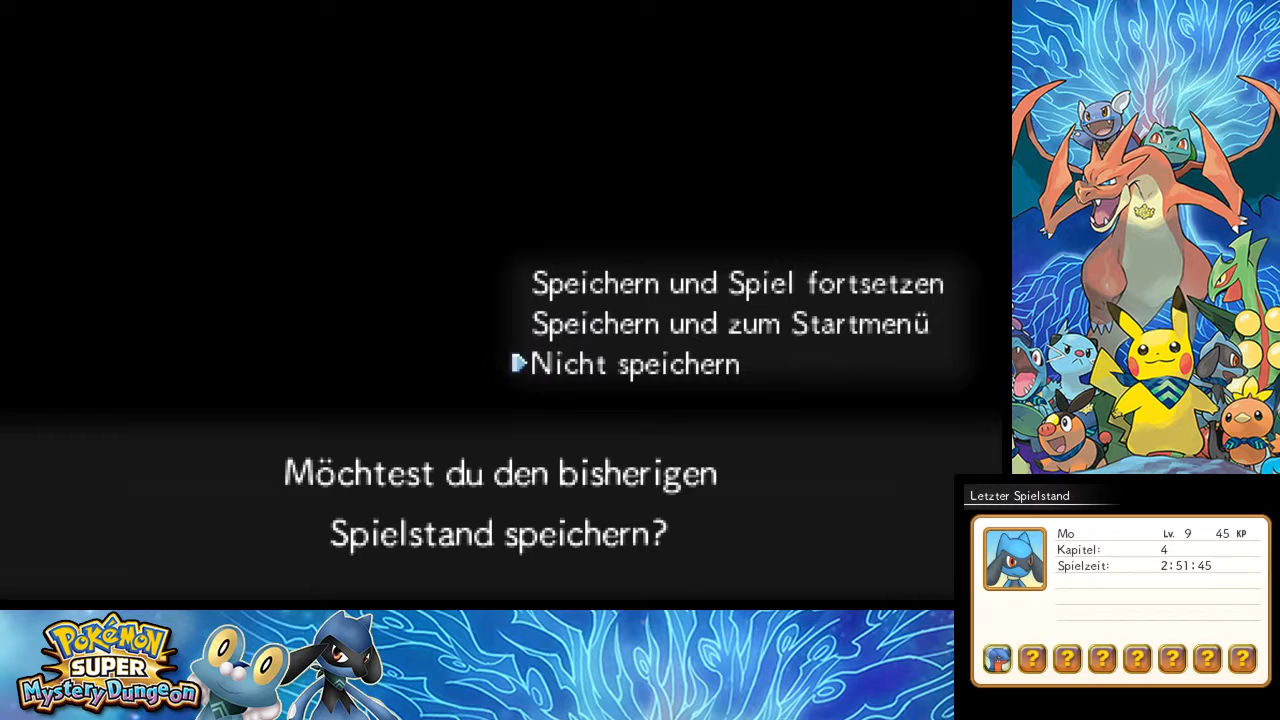 Speichern und Spiel fortsetzen
Speichern und zum Startmenü
Nicht speichern
Möchtest du den bisherigen
Spielstand speichern?
Letzter Spielstand
Mo Lv. 9 45 KP
Kapitel: 4
Spielzeit: 2:51:45
? ? ? ? ? ? ?
POKéMON
SUPER
Mystery Dungeon